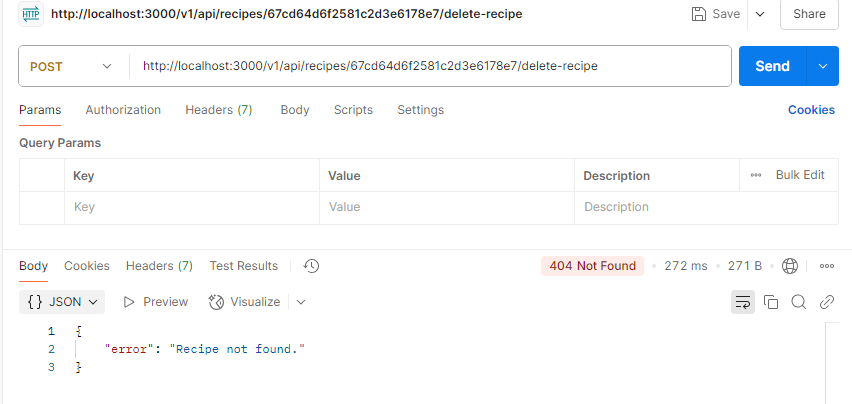 HTTP http://localhost:3000/v1/api/recipes/67cd64d6f2581c2d3e6178e7/delete-recipe Save Share
POST http://localhost:3000/v1/api/recipes/67cd64d6f2581c2d3e6178e7/delete-recipe Send
Params Authorization Headers (7) Body Scripts Settings Cookies
Query Params
Key Value Description ••• Bulk Edit
Key Value Description
Body Cookies Headers (7) Test Results 404 Not Found • 272 ms • 271 B •••
{} JSON Preview Visualize
1 {
2 "error": "Recipe not found."
3 }